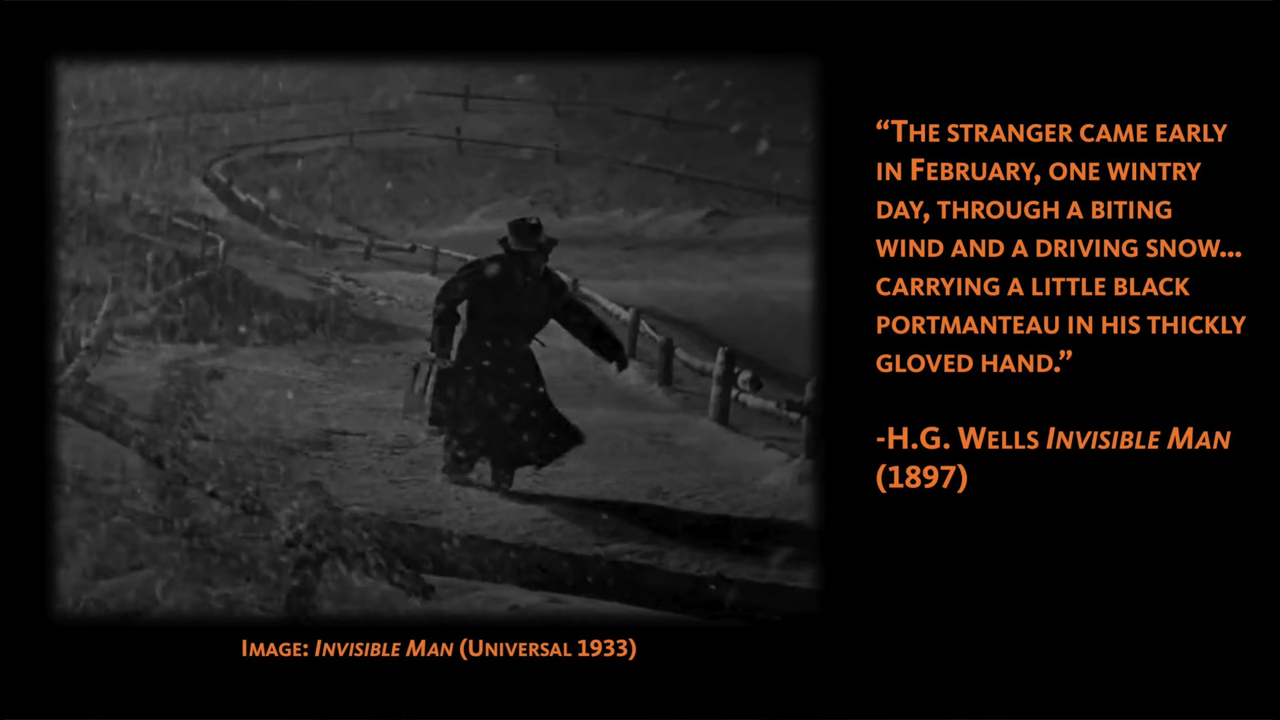 “The stranger came early
in February, one wintry
day, through a biting
wind and a driving snow...
carrying a little black
portmanteau in his thickly
gloved hand.”
-H.G. Wells Invisible Man
(1897)
Image: Invisible Man (Universal 1933)